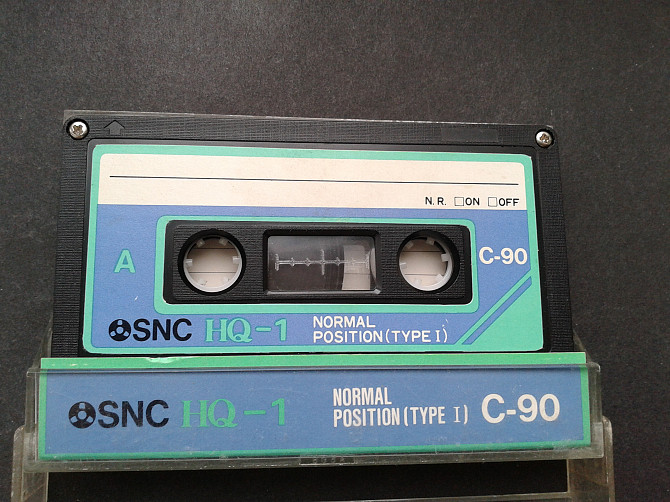 N.R. □ON □OFF
A
C-90
SNC HQ-1 NORMAL
POSITION(TYPE I)
SNC HQ-1 NORMAL
POSITION(TYPE I) C-90